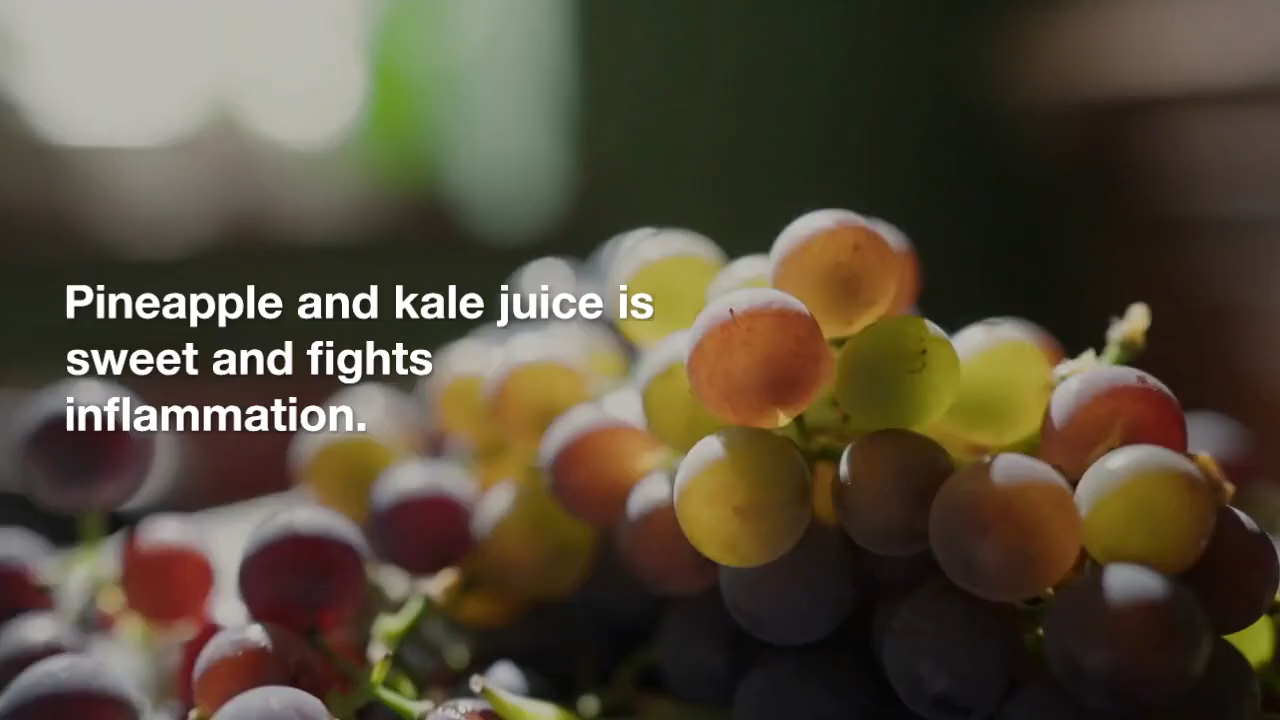 Pineapple and kale juice is
sweet and fights
inflammation.